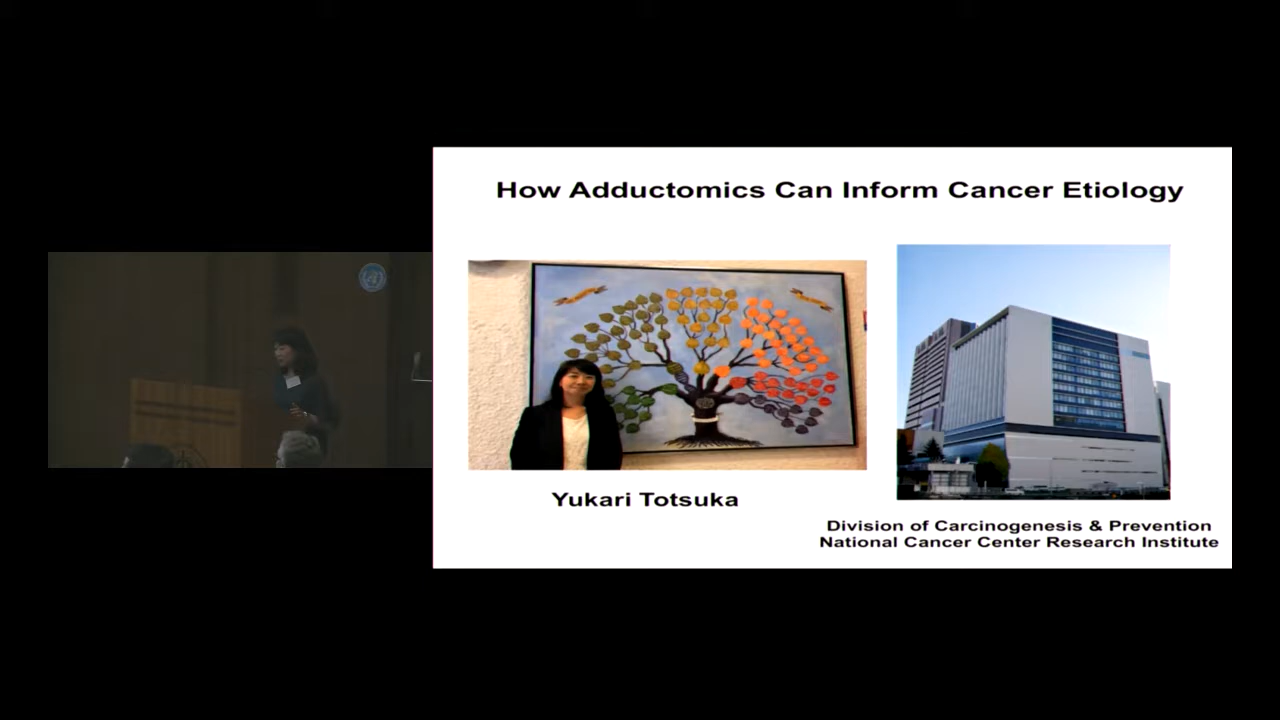 How Adductomics Can Inform Cancer Etiology
Yukari Totsuka
Division of Carcinogenesis & Prevention
National Cancer Center Research Institute